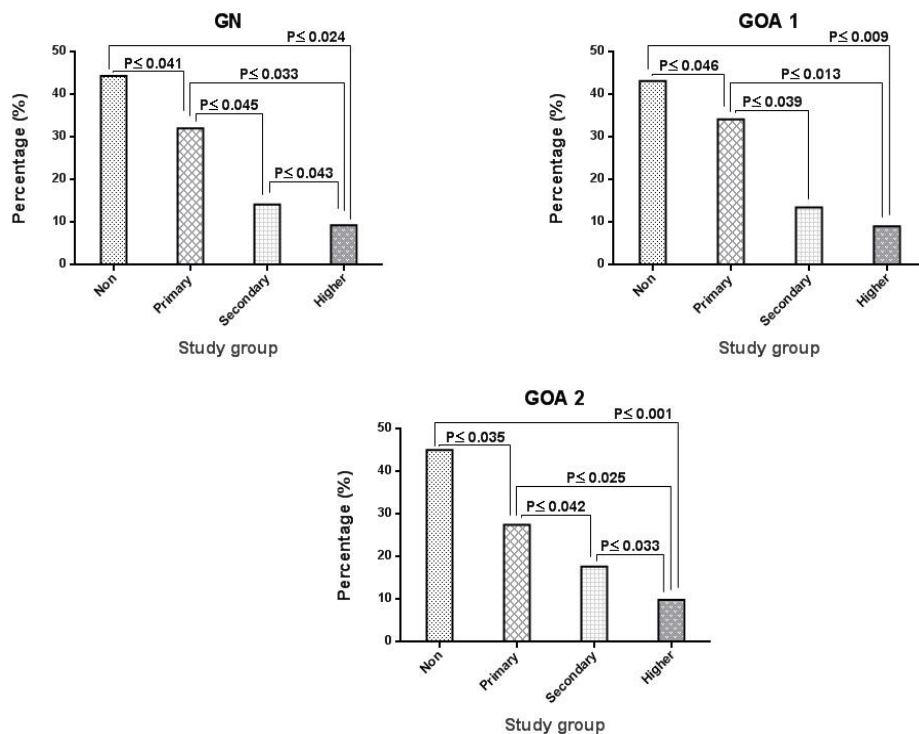 GN
P≤ 0.024
50
P≤ 0.041
P≤ 0.033
40
P≤ 0.045
30
P≤ 0.043
20
10
0
Percentage (%)
Non
Primary
Secondary
Higher
Study group
GOA 1
P≤ 0.009
50
P≤ 0.046
P≤ 0.013
40
P≤ 0.039
30
20
10
0
Percentage (%)
Non
Primary
Secondary
Higher
Study group
GOA 2
P≤ 0.001
50
P≤ 0.035
40
P≤ 0.025
30
P≤ 0.042
20
P≤ 0.033
10
0
Percentage (%)
Non
Primary
Secondary
Higher
Study group